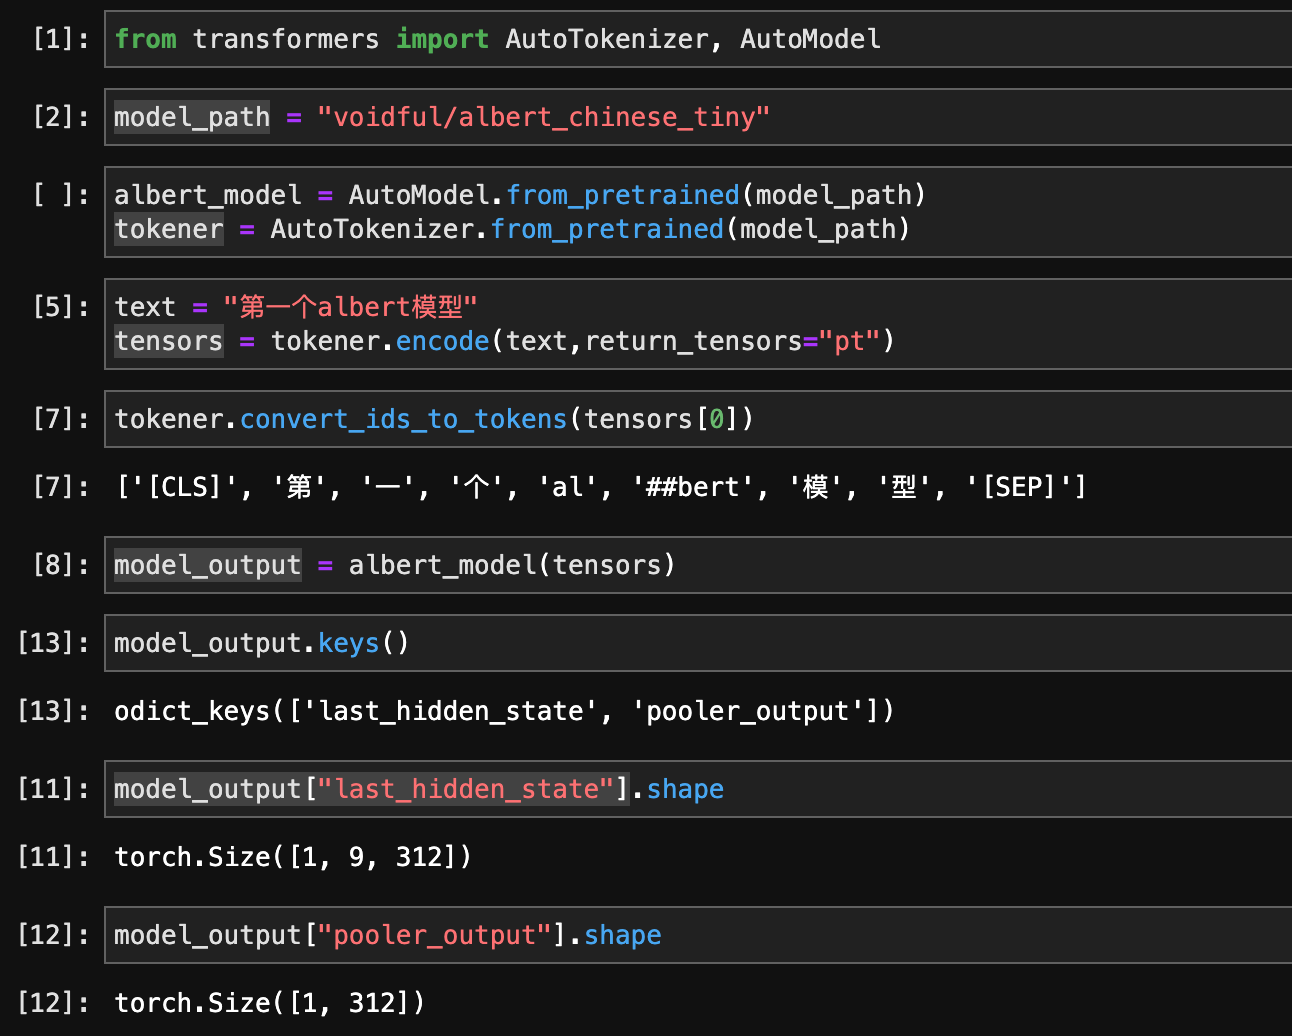 [1]: from transformers import AutoTokenizer, AutoModel
[2]: model_path = "voidful/albert_chinese_tiny"
[ ]: albert_model = AutoModel.from_pretrained(model_path)
tokener = AutoTokenizer.from_pretrained(model_path)
[5]: text = "第一个albert模型"
tensors = tokener.encode(text,return_tensors="pt")
[7]: tokener.convert_ids_to_tokens(tensors[0])
[7]: ['[CLS]', '第', '一', '个', 'al', '##bert', '模', '型', '[SEP]']
[8]: model_output = albert_model(tensors)
[13]: model_output.keys()
[13]: odict_keys(['last_hidden_state', 'pooler_output'])
[11]: model_output["last_hidden_state"].shape
[11]: torch.Size([1, 9, 312])
[12]: model_output["pooler_output"].shape
[12]: torch.Size([1, 312])